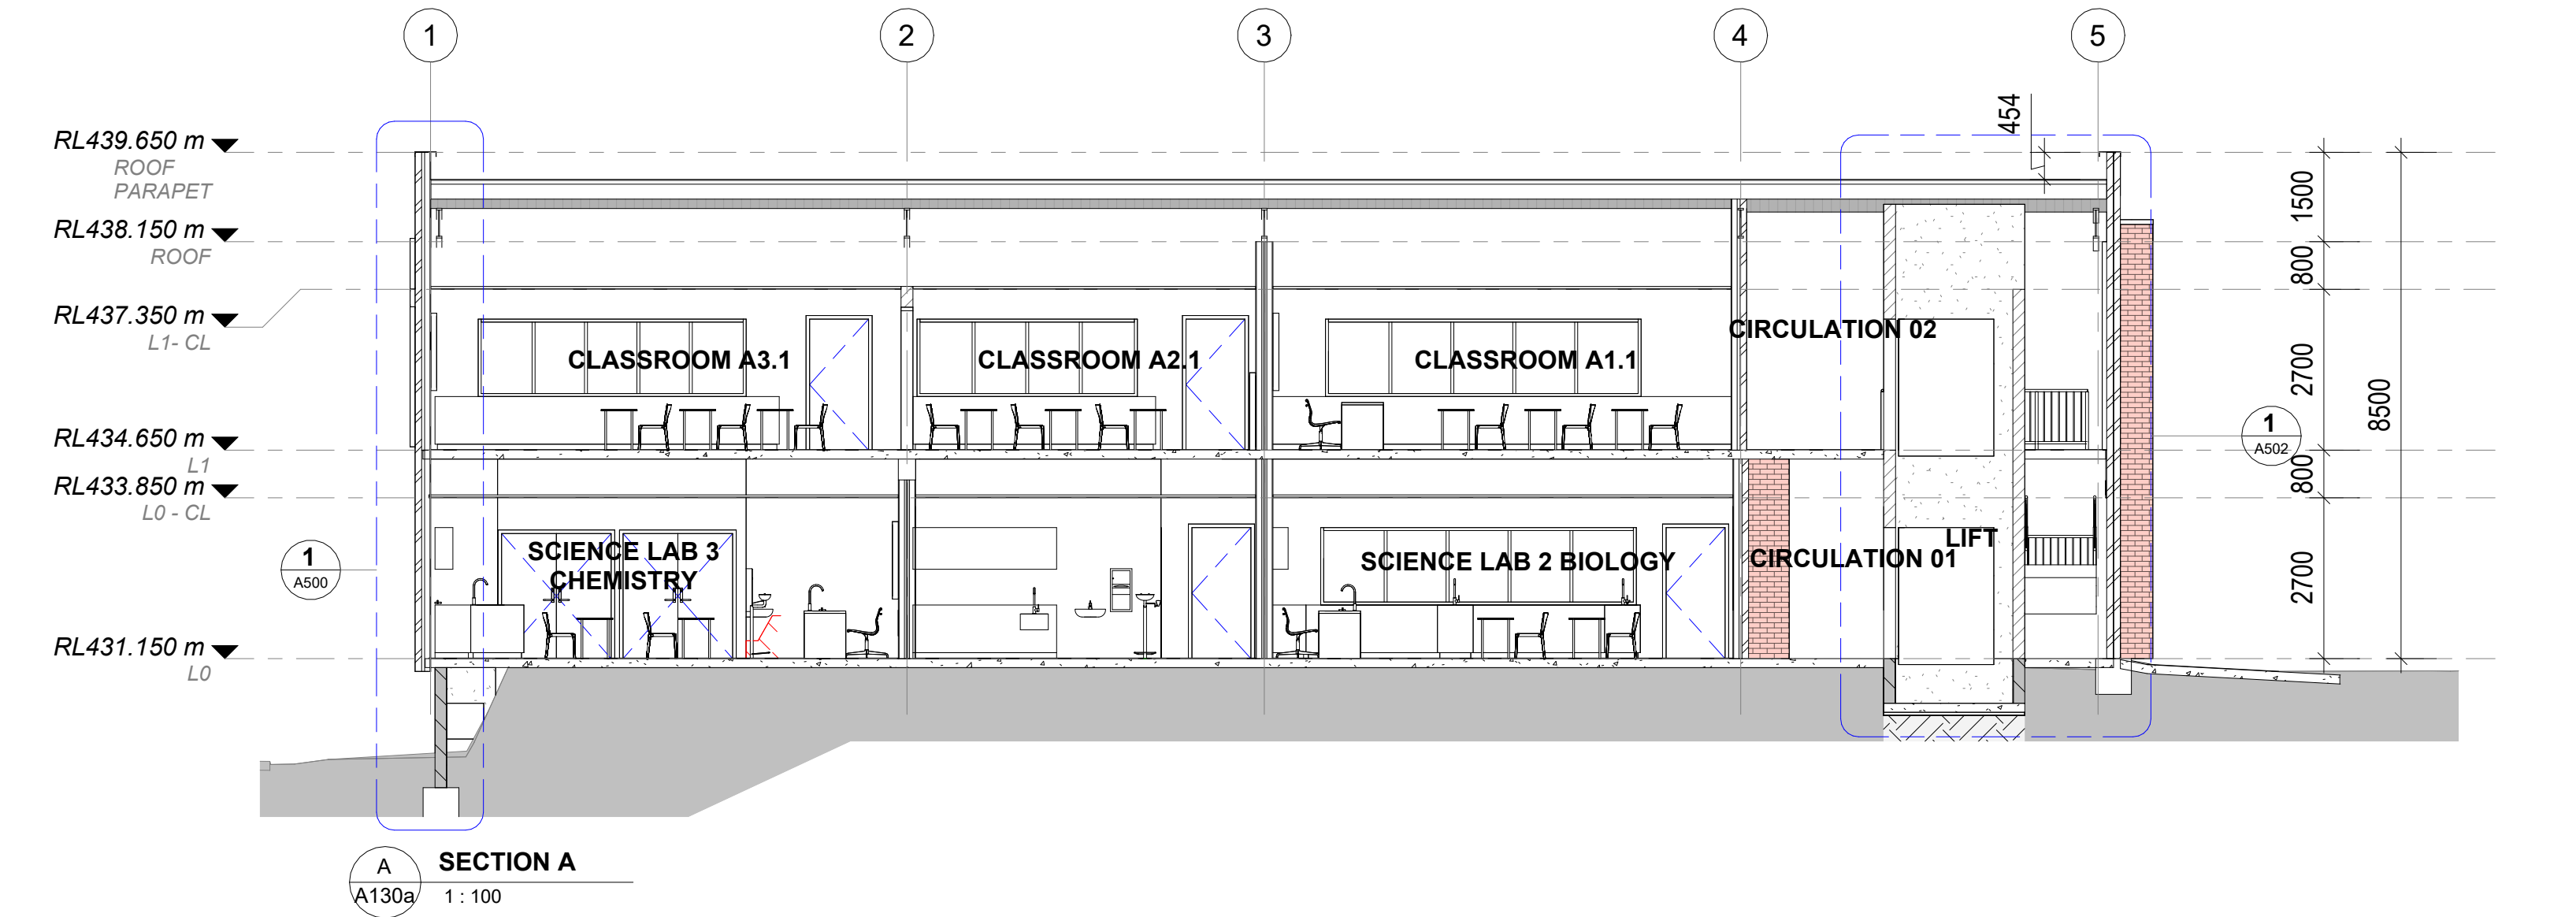 1
2
3
4
5
454
RL439.650 m
ROOF
PARAPET
RL438.150 m
ROOF
RL437.350 m
L1- CL
RL434.650 m
L1
RL433.850 m
L0 - CL
RL431.150 m
L0
CLASSROOM A3.1
CLASSROOM A2.1
CLASSROOM A1.1
CIRCULATION 02
SCIENCE LAB 3
CHEMISTRY
SCIENCE LAB 2 BIOLOGY
CIRCULATION 01
LIFT
1500
800
2700
800
2700
8500
1
A502
1
A500
A
A130a
SECTION A
1 : 100